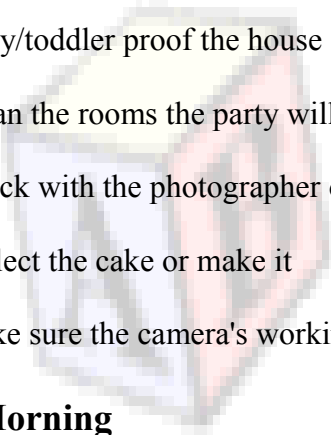 y/toddler proof the house
an the rooms the party will
ck with the photographer
lect the cake or make it
ke sure the camera's worki
Morning